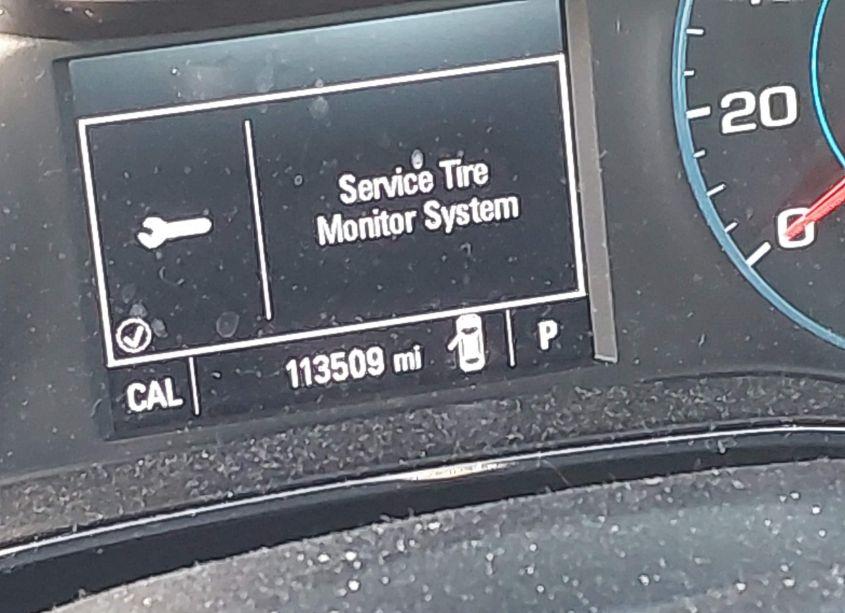 Service Tire
Monitor System
CAL
113509 mi
P
20
0